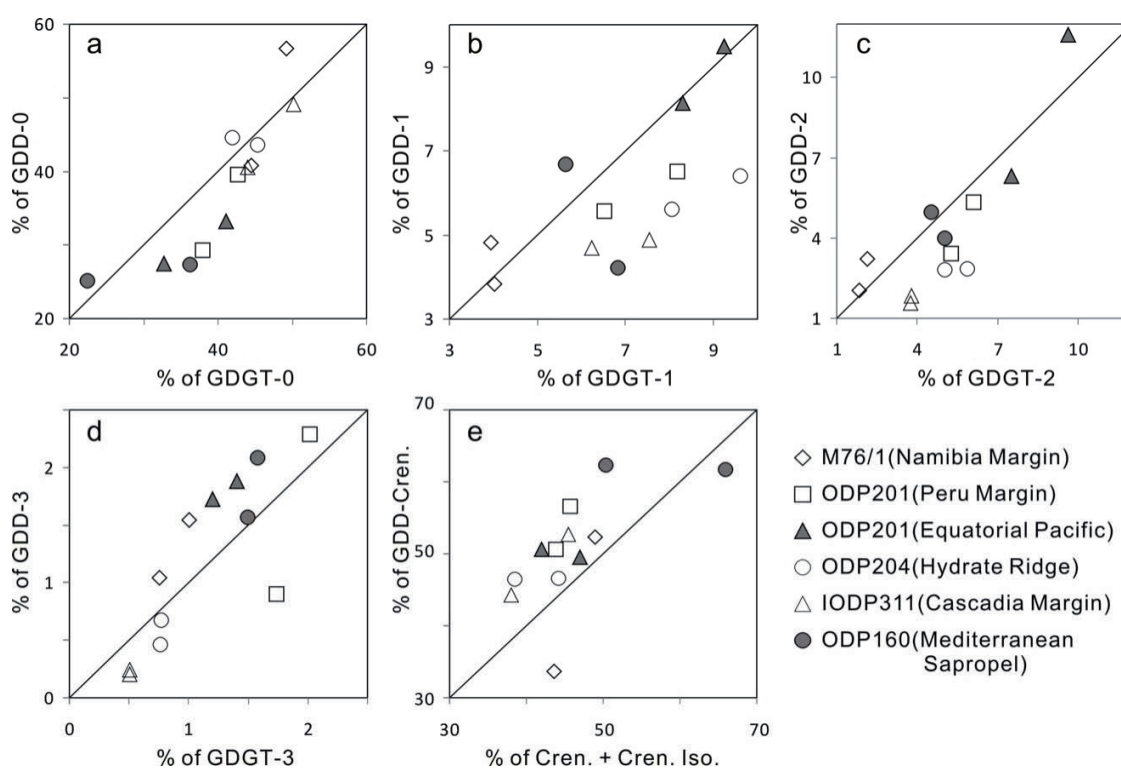 a
60
40
20
% of GDD-0
20 40 60
% of GDGT-0
b
9
7
5
3
% of GDD-1
3 5 7 9
% of GDGT-1
c
10
7
4
1
% of GDD-2
1 4 7 10
% of GDGT-2
d
2
1
0
% of GDD-3
0 1 2
% of GDGT-3
e
70
50
30
% of GDD-Cren.
30 50 70
% of Cren. + Cren. Iso.
M76/1(Namibia Margin)
ODP201(Peru Margin)
ODP201(Equatorial Pacific)
ODP204(Hydrate Ridge)
IODP311(Cascadia Margin)
ODP160(Mediterranean
Sapropel)